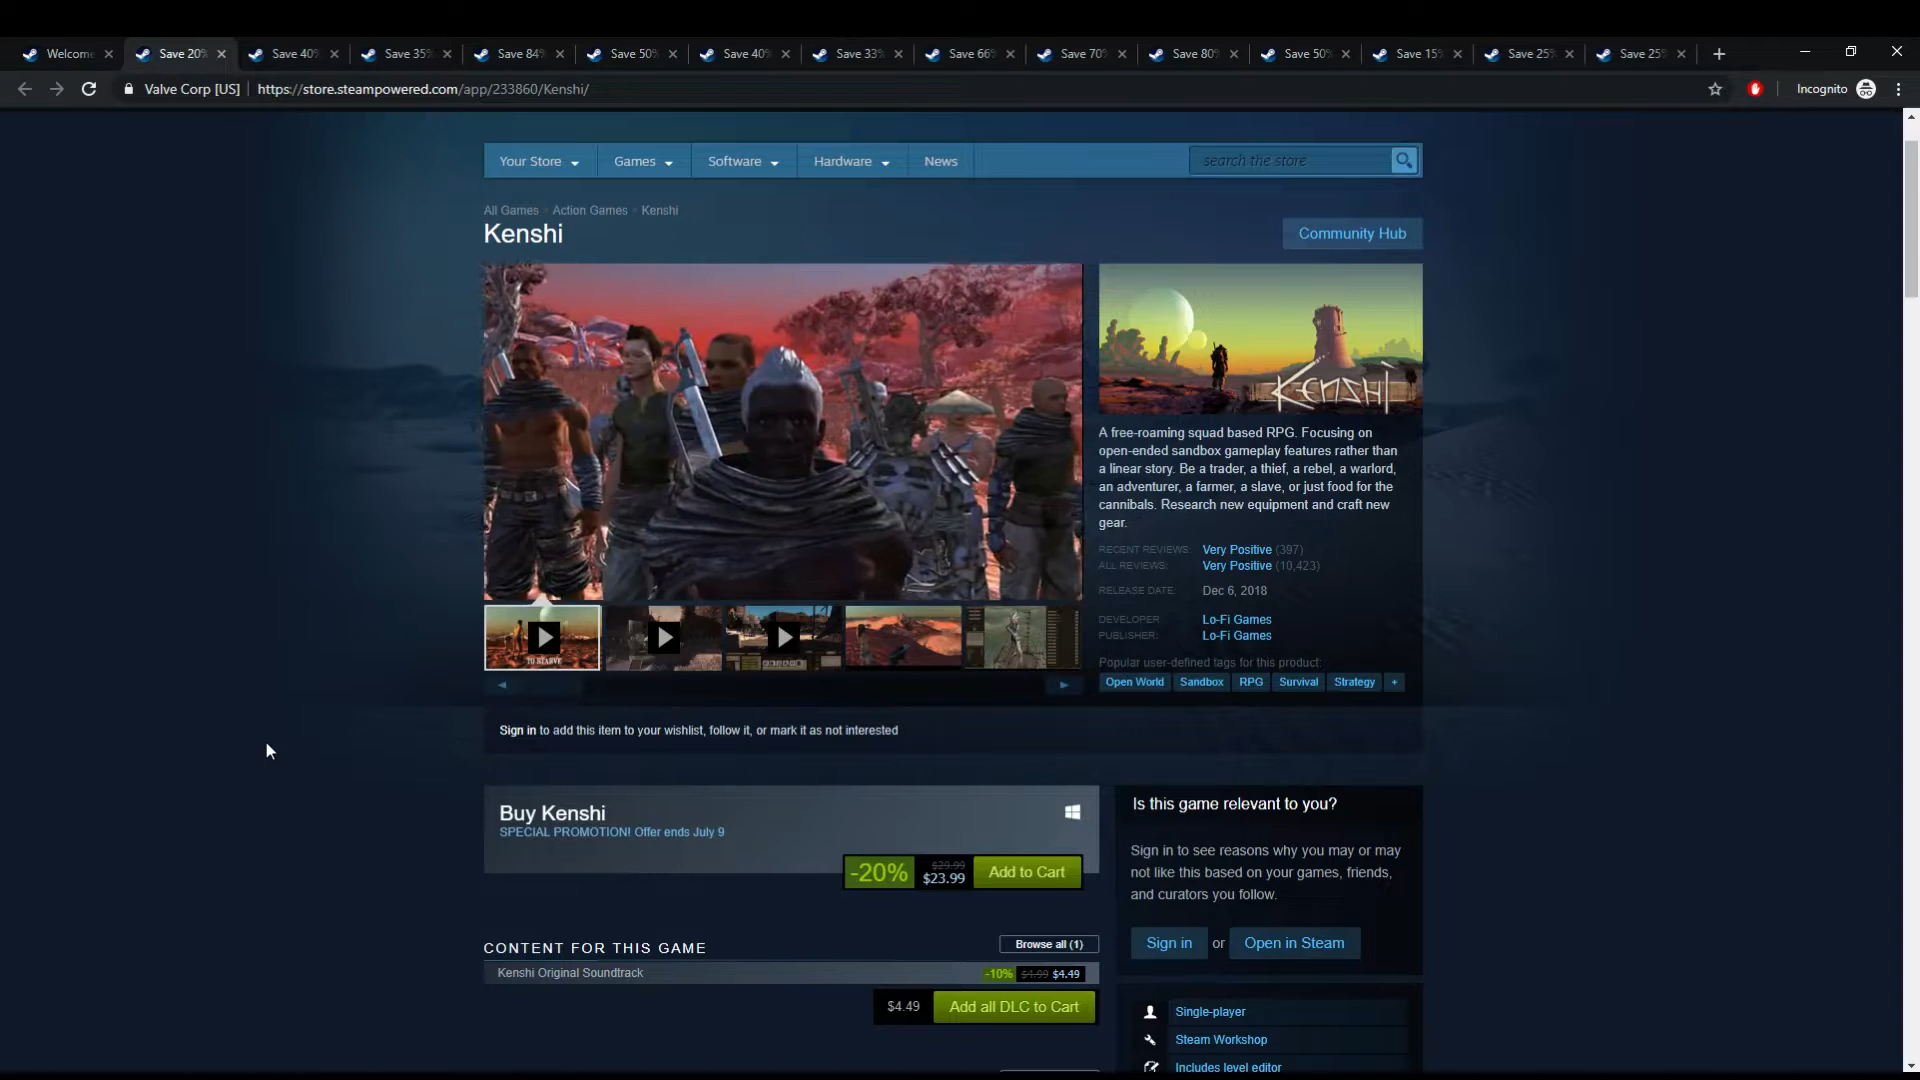 Welcome
Save 20%
Save 40%
Save 35%
Save 84%
Save 50%
Save 40%
Save 33%
Save 66%
Save 70%
Save 80%
Save 50%
Save 15%
Save 25%
Save 25%
Valve Corp [US]
https://store.steampowered.com/app/233860/Kenshi/
Incognito
Your Store
Games
Software
Hardware
News
search the store
All Games
Action Games
Kenshi
Kenshi
Community Hub
KENSHI
A free-roaming squad based RPG. Focusing on
open-ended sandbox gameplay features rather than
a linear story. Be a trader, a thief, a rebel, a warlord,
an adventurer, a farmer, a slave, or just food for the
cannibals. Research new equipment and craft new
gear.
RECENT REVIEWS: Very Positive (397)
ALL REVIEWS: Very Positive (10,423)
RELEASE DATE: Dec 6, 2018
DEVELOPER: Lo-Fi Games
PUBLISHER: Lo-Fi Games
Popular user-defined tags for this product:
Open World
Sandbox
RPG
Survival
Strategy
+
TO STARVE
Sign in to add this item to your wishlist, follow it, or mark it as not interested
Buy Kenshi
SPECIAL PROMOTION! Offer ends July 9
-20%
$29.99
$23.99
Add to Cart
Is this game relevant to you?
Sign in to see reasons why you may or may
not like this based on your games, friends,
and curators you follow.
Sign in or Open in Steam
CONTENT FOR THIS GAME
Browse all (1)
Kenshi Original Soundtrack
-10% $4.99 $4.49
$4.49
Add all DLC to Cart
Single-player
Steam Workshop
Includes level editor